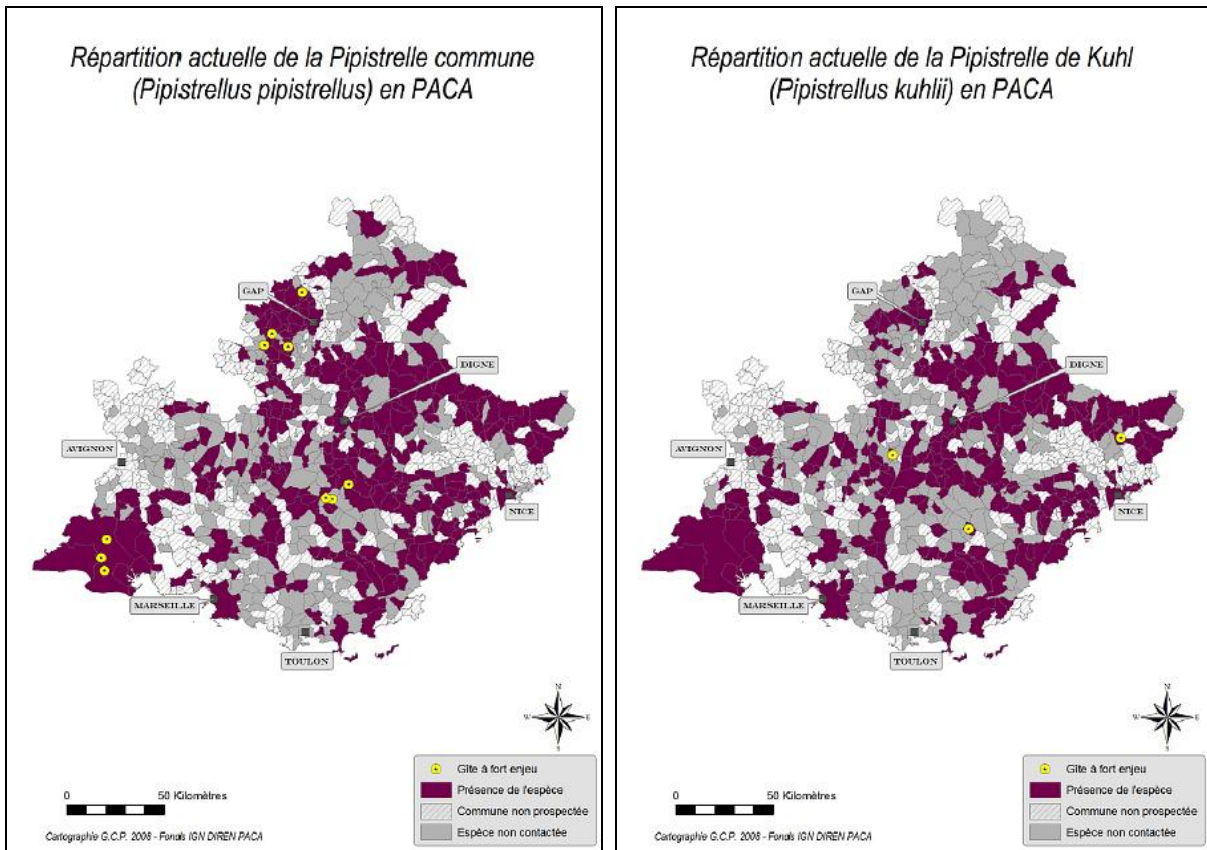 Répartition actuelle de la Pipistrelle commune
(Pipistrellus pipistrellus) en PACA
GAP
DIGNE
AVIGNON
NICE
MARSEILLE
TOULON
N
W
E
S
Gîte à fort enjeu
Présence de l'espèce
Commune non prospectée
Espèce non contactée
0 50 Kilomètres
Cartographie G.C.P. 2008 - Fonds IGN DIREN PACA
Répartition actuelle de la Pipistrelle de Kuhl
(Pipistrellus kuhlii) en PACA
GAP
DIGNE
AVIGNON
NICE
MARSEILLE
TOULON
N
W
E
S
Gîte à fort enjeu
Présence de l'espèce
Commune non prospectée
Espèce non contactée
0 50 Kilomètres
Cartographie G.C.P. 2008 - Fonds IGN DIREN PACA